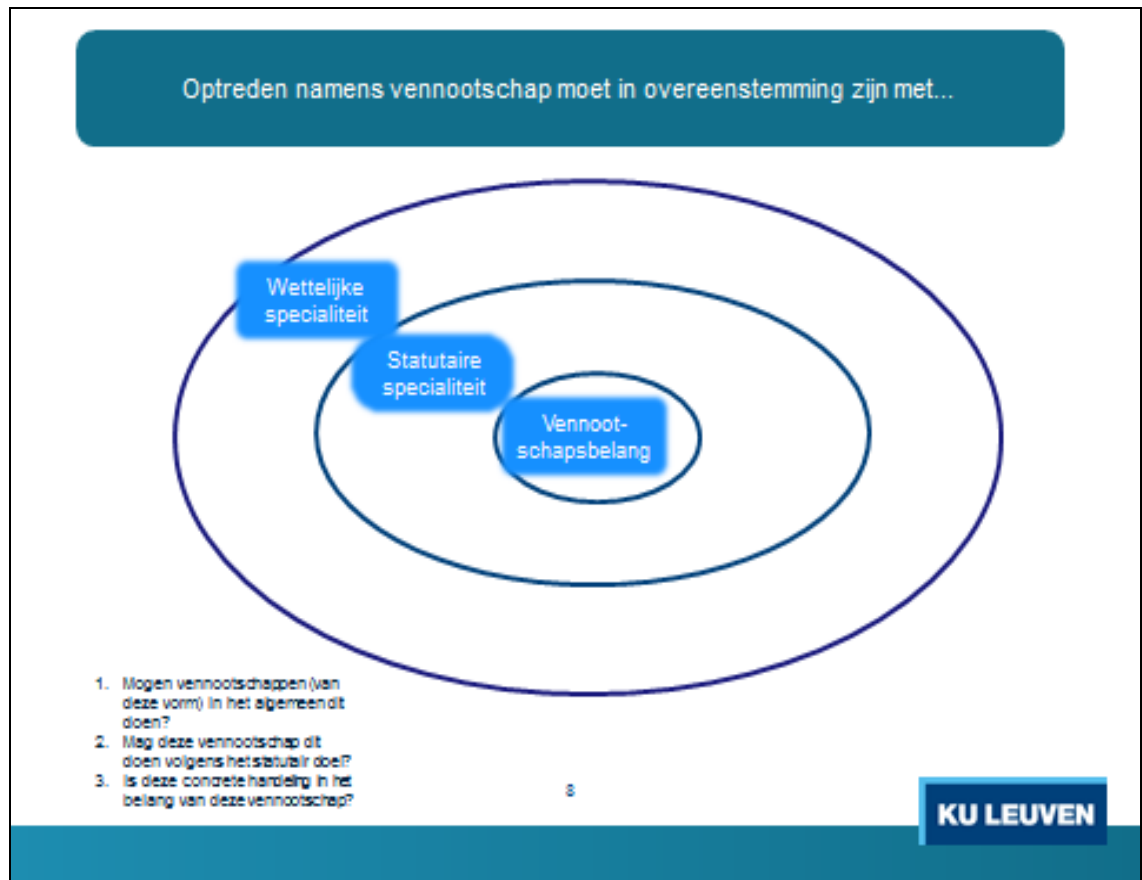 Optreden namens vennootschap moet in overeenstemming zijn met...
Wettelijke
specialiteit
Statutaire
specialiteit
Vennoot-
schapsbelang
1. Mogen vennootschappen (van
deze vorm) in het algemeen dit
doen?
2. Mag deze vennootschap dit
doen volgens het statutair doel?
3. Is deze concrete handeling in het
belang van deze vennootschap?
8
KU LEUVEN